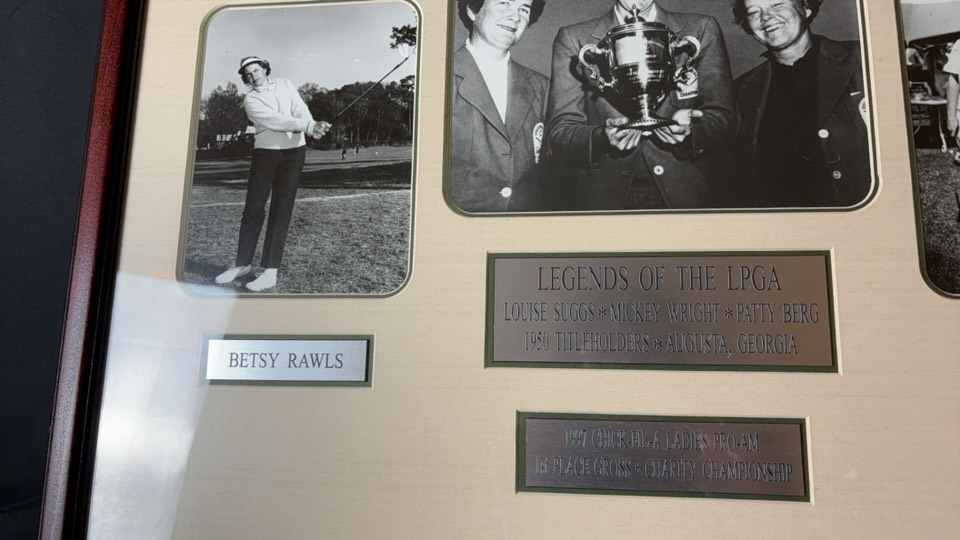 BETSY RAWLS
LEGENDS OF THE LPGA
LOUISE SUGGS * MICKEY WRIGHT * PATTY BERG
1950 TITLEHOLDERS * AUGUSTA, GEORGIA
1997 CHICK-FIL-A LADIES PRO-AM
PLACE GROSS * CHARITY CHAMPIONSHIP